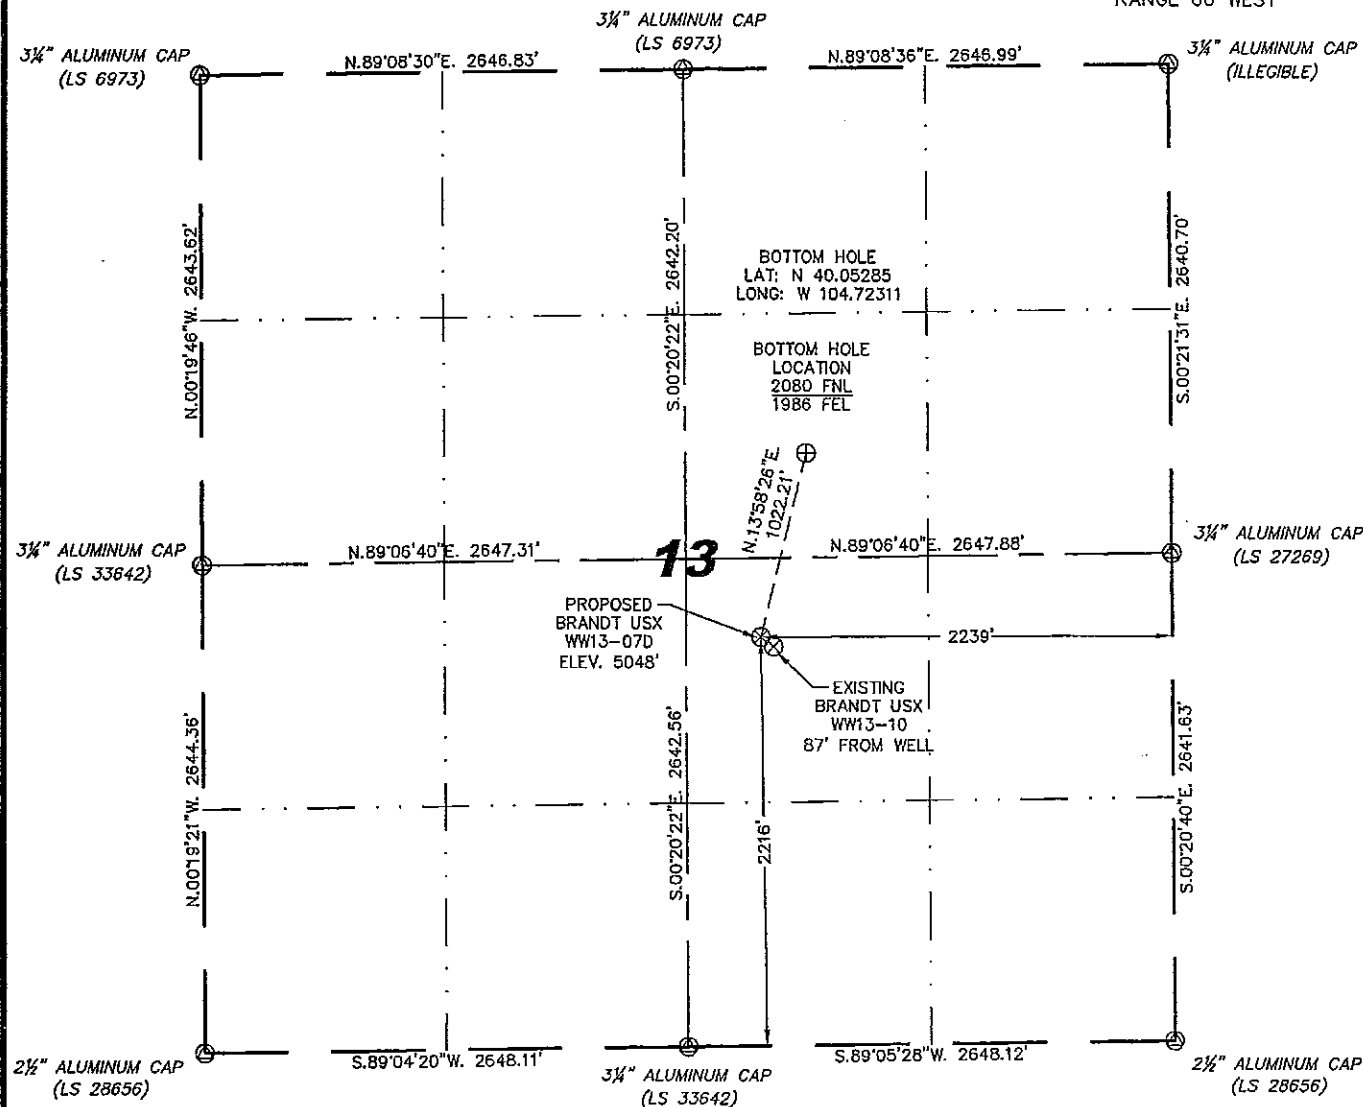 RANGE 66 WEST
3¼" ALUMINUM CAP
(LS 6973)
3¼" ALUMINUM CAP
(LS 6973)
3¼" ALUMINUM CAP
(ILLEGIBLE)
N.89°08'30"E. 2646.83'
N.89°08'36"E. 2646.99'
N.00°19'46"W. 2643.62'
S.00°20'22"E. 2642.20'
S.00°21'31"E. 2640.70'
BOTTOM HOLE
LAT: N 40.05285
LONG: W 104.72311
BOTTOM HOLE
LOCATION
2080 FNL
1986 FEL
N.13°58'26"E.
1022.21'
3¼" ALUMINUM CAP
(LS 33642)
N.89°06'40"E. 2647.31'
13
N.89°06'40"E. 2647.88'
3¼" ALUMINUM CAP
(LS 27269)
PROPOSED
BRANDT USX
WW13-07D
ELEV. 5048'
2239'
EXISTING
BRANDT USX
WW13-10
87' FROM WELL
N.00°19'21"W. 2644.36'
S.00°20'22"E. 2642.56'
2216'
S.00°20'40"E. 2641.63'
2½" ALUMINUM CAP
(LS 28656)
S.89°04'20"W. 2648.11'
3¼" ALUMINUM CAP
(LS 33642)
S.89°05'28"W. 2648.12'
2½" ALUMINUM CAP
(LS 28656)